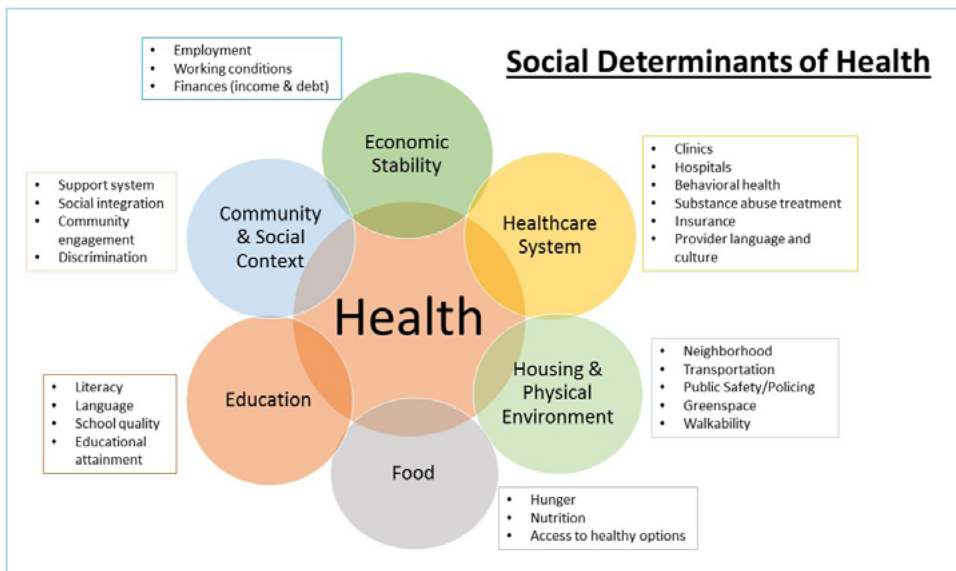 Social Determinants of Health
• Employment
• Working conditions
• Finances (income & debt)
Economic
Stability
• Clinics
• Hospitals
• Behavioral health
• Substance abuse treatment
• Insurance
• Provider language and
culture
Healthcare
System
• Support system
• Social integration
• Community
engagement
• Discrimination
Community
& Social
Context
Health
• Neighborhood
• Transportation
• Public Safety/Policing
• Greenspace
• Walkability
Housing &
Physical
Environment
• Literacy
• Language
• School quality
• Educational
attainment
Education
Food
• Hunger
• Nutrition
• Access to healthy options